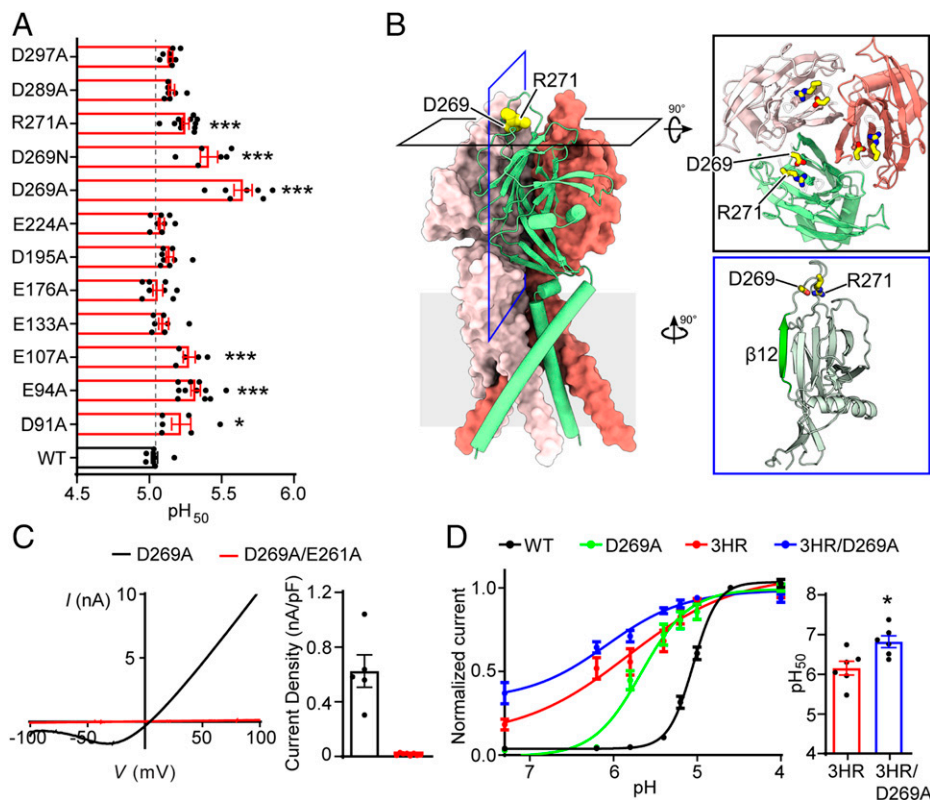 A
D297A
D289A
R271A
***
D269N
***
D269A
***
E224A
D195A
E176A
E133A
E107A
***
E94A
***
D91A
*
WT
4.5 5.0 5.5 6.0
pH50
B
D269
R271
90°
D269
R271
90°
D269
R271
β12
C
D269A D269A/E261A
I (nA)
10
5
-100 -50 50 100
V (mV)
Current Density (nA/pF)
1.2
0.8
0.4
0
D
WT D269A 3HR 3HR/D269A
Normalized current
1.0
0.5
0.0
7 6 5 4
pH
pH50
8
7
6
4
*
3HR 3HR/
D269A